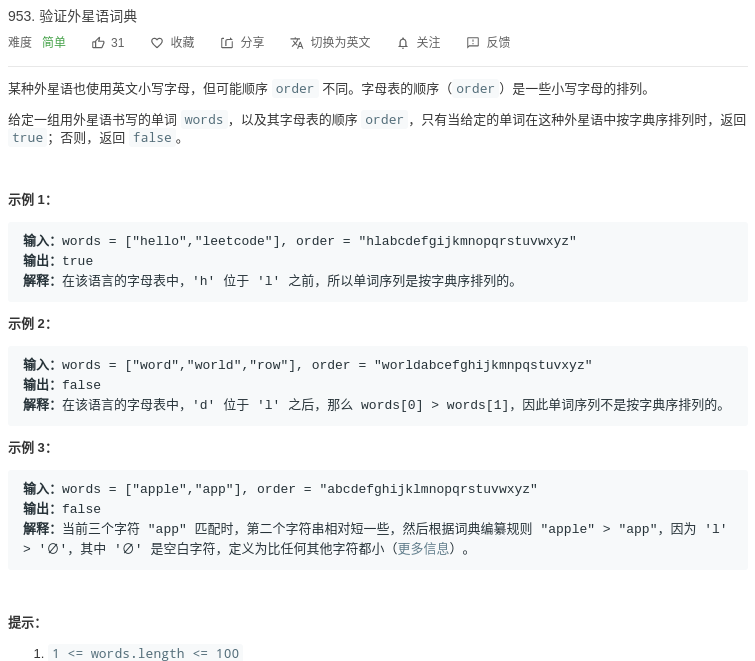 953. 验证外星语词典
难度 简单 31 收藏 分享 切换为英文 关注 反馈
某种外星语也使用英文小写字母，但可能顺序 order 不同。字母表的顺序（order）是一些小写字母的排列。
给定一组用外星语书写的单词 words，以及其字母表的顺序 order，只有当给定的单词在这种外星语中按字典序排列时，返回
true；否则，返回 false。
示例 1：
输入：words = ["hello","leetcode"], order = "hlabcdefgijkmnopqrstuvwxyz"
输出：true
解释：在该语言的字母表中，'h' 位于 'l' 之前，所以单词序列是按字典序排列的。
示例 2：
输入：words = ["word","world","row"], order = "worldabcefghijkmnpqstuvxyz"
输出：false
解释：在该语言的字母表中，'d' 位于 'l' 之后，那么 words[0] > words[1]，因此单词序列不是按字典序排列的。
示例 3：
输入：words = ["apple","app"], order = "abcdefghijklmnopqrstuvwxyz"
输出：false
解释：当前三个字符 "app" 匹配时，第二个字符串相对短一些，然后根据词典编纂规则 "apple" > "app"，因为 'l'
> '∅'，其中 '∅' 是空白字符，定义为比任何其他字符都小（更多信息）。
提示：
1. 1 <= words.length <= 100